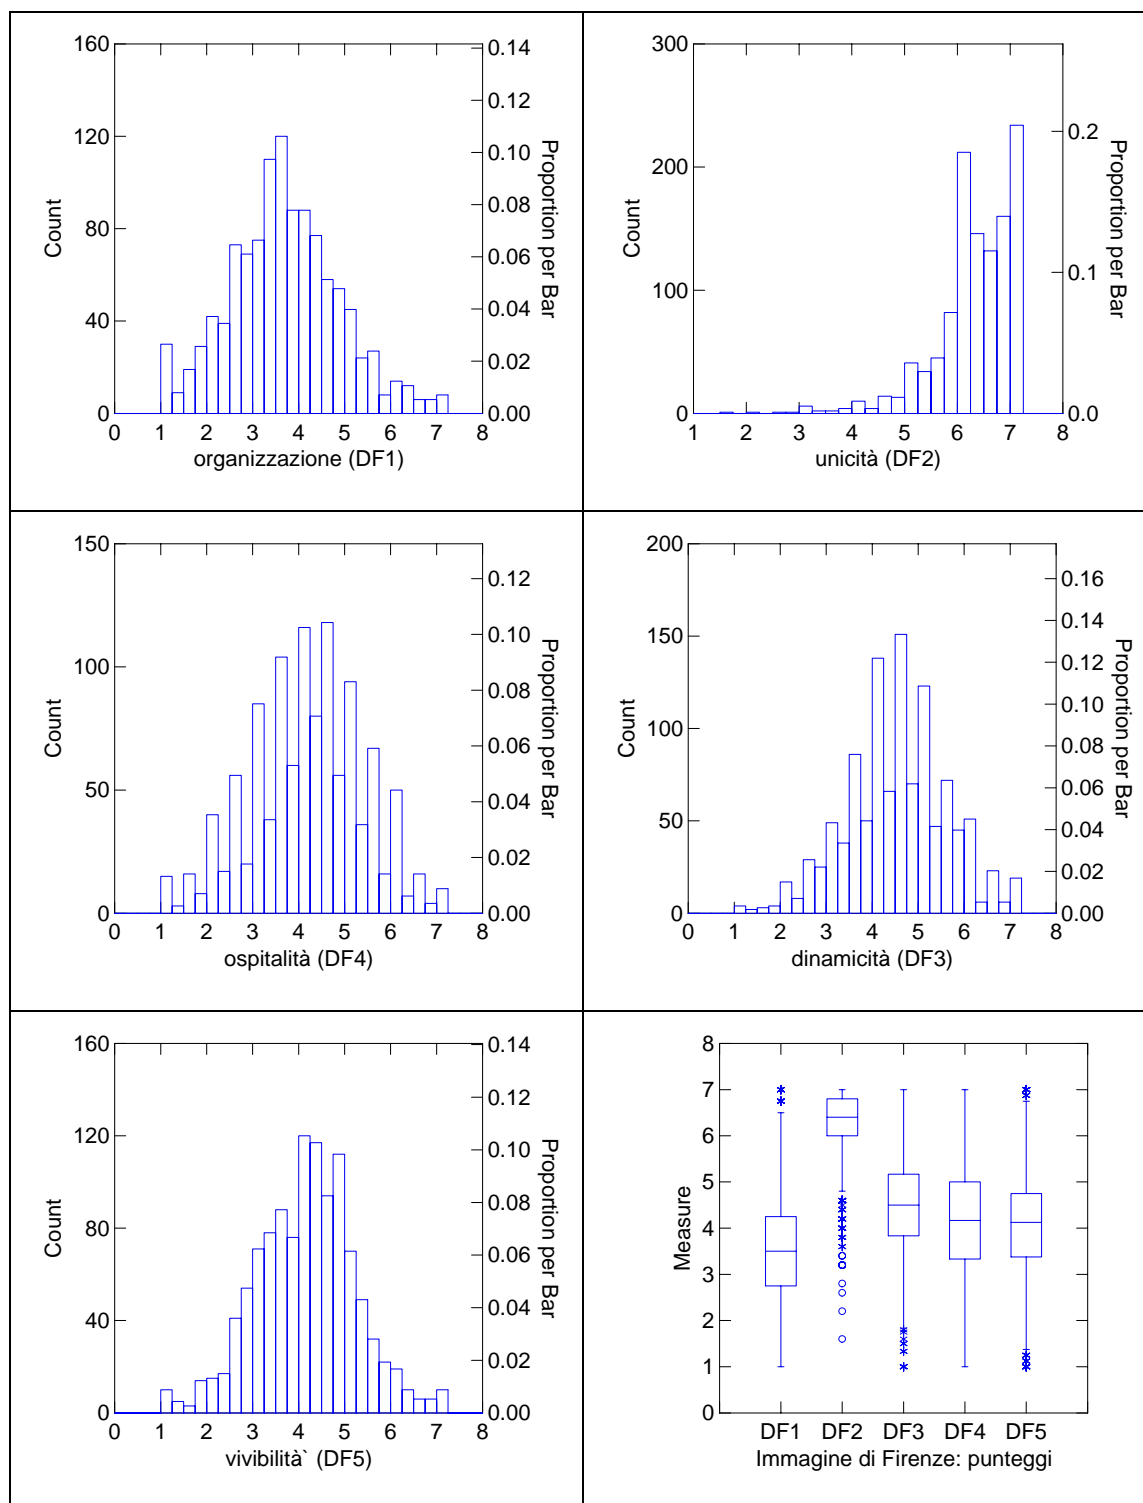 160
120
80
40
0
Count
0.14
0.12
0.10
0.08
0.06
0.04
0.02
0.00
Proportion per Bar
0 1 2 3 4 5 6 7 8
organizzazione (DF1)
300
200
100
0
Count
0.2
0.1
0.0
Proportion per Bar
1 2 3 4 5 6 7 8
unicità (DF2)
150
100
50
0
Count
0.12
0.10
0.08
0.06
0.04
0.02
0.00
Proportion per Bar
0 1 2 3 4 5 6 7 8
ospitalità (DF4)
200
150
100
50
0
Count
0.16
0.14
0.12
0.10
0.08
0.06
0.04
0.02
0.00
Proportion per Bar
0 1 2 3 4 5 6 7 8
dinamicità (DF3)
160
120
80
40
0
Count
0.14
0.12
0.10
0.08
0.06
0.04
0.02
0.00
Proportion per Bar
0 1 2 3 4 5 6 7 8
vivibilità` (DF5)
8
7
6
5
4
3
2
1
0
Measure
DF1 DF2 DF3 DF4 DF5
Immagine di Firenze: punteggi